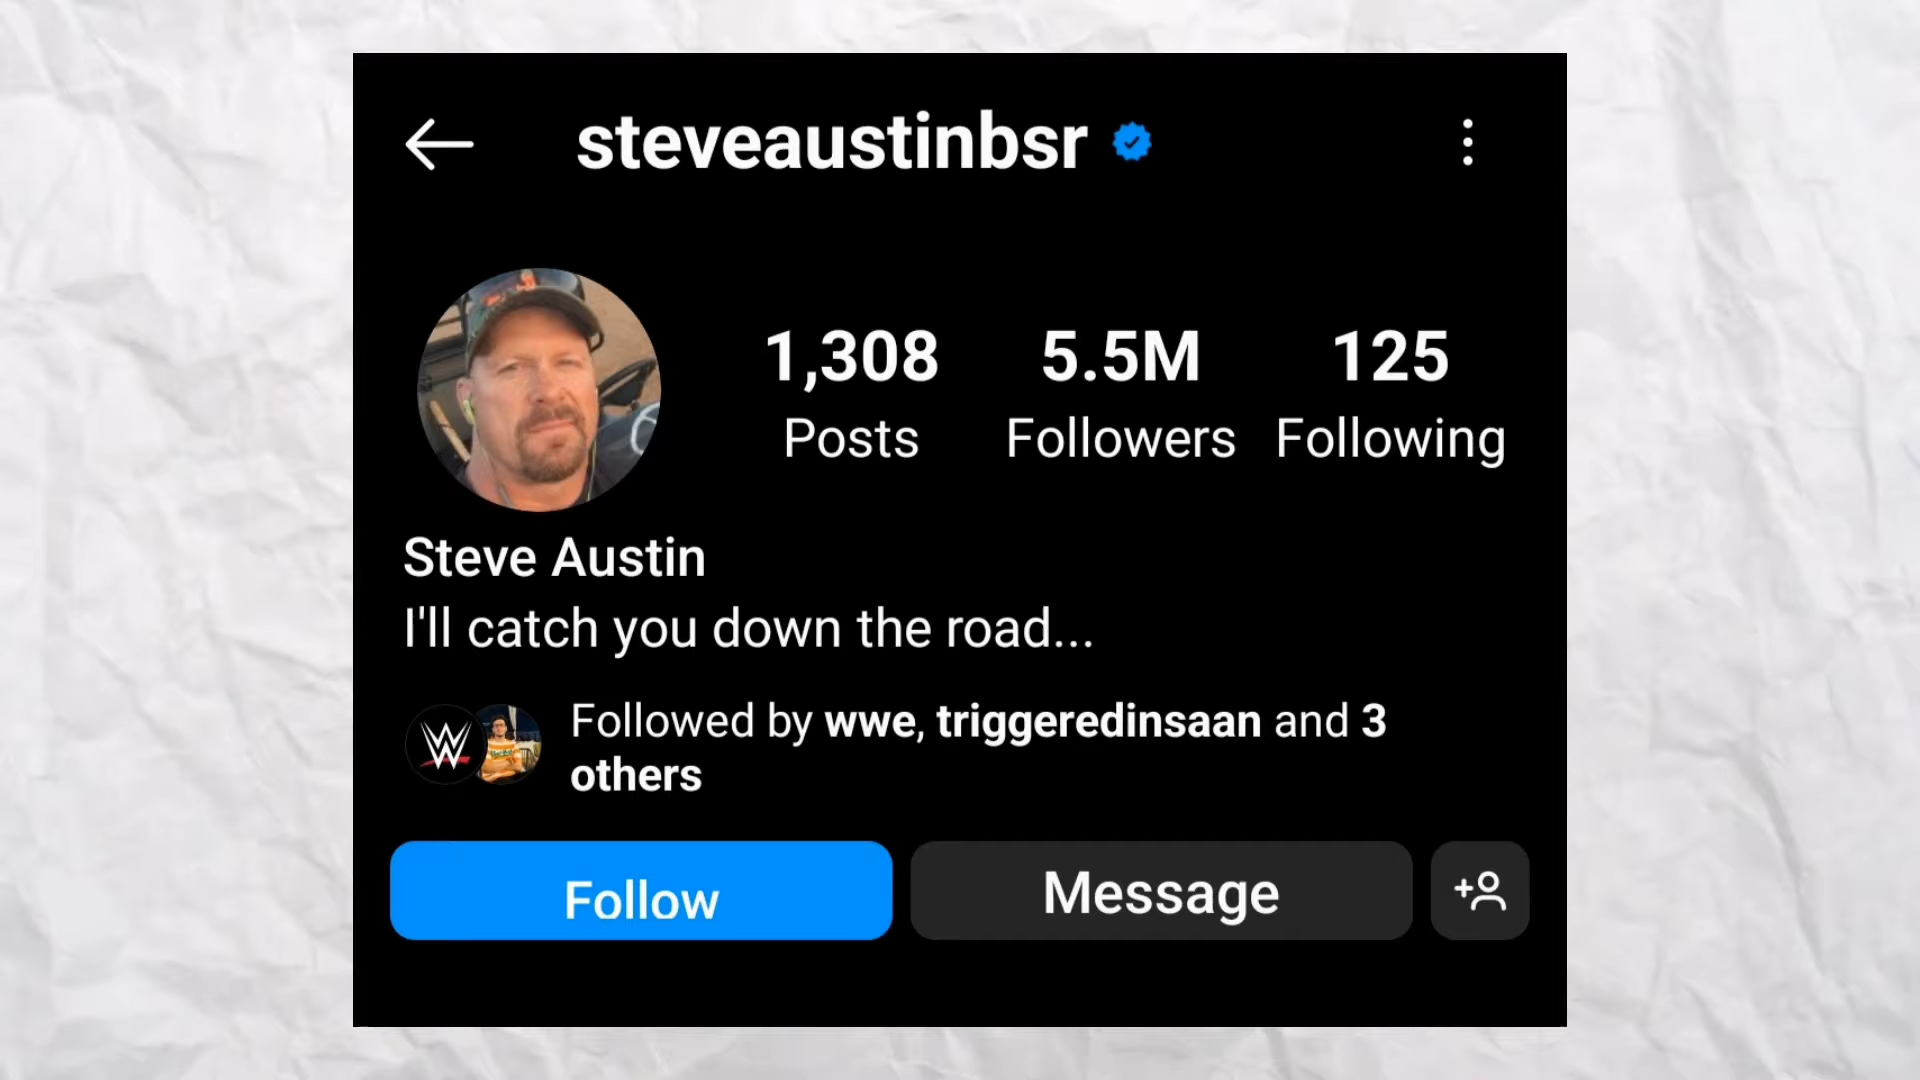 steveaustinbsr
1,308 5.5M 125
Posts Followers Following
Steve Austin
I'll catch you down the road...
Followed by wwe, triggeredinsaan and 3
others
Follow Message